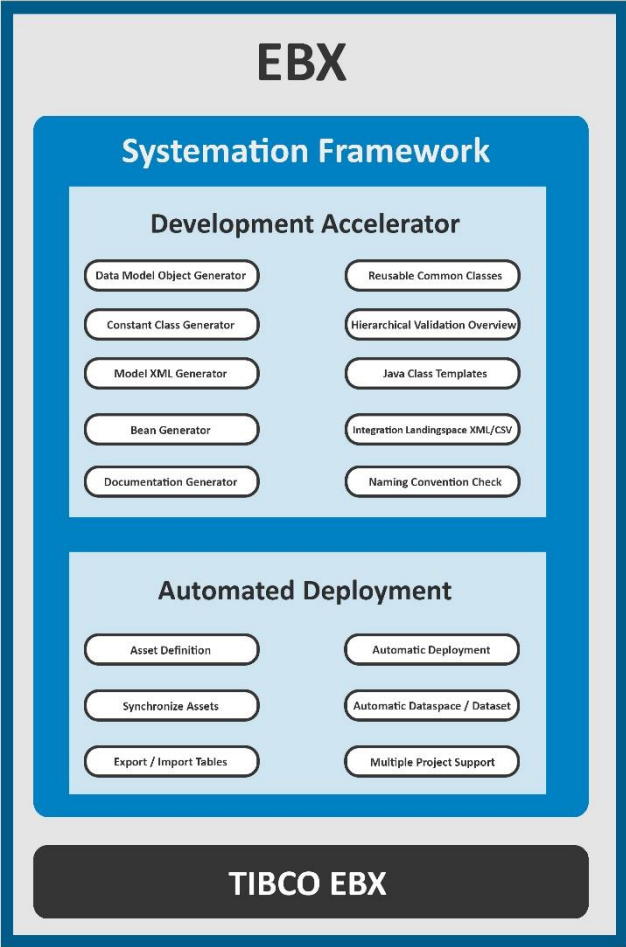 EBX
Systemation Framework
Development Accelerator
Data Model Object Generator
Reusable Common Classes
Constant Class Generator
Hierarchical Validation Overview
Model XML Generator
Java Class Templates
Bean Generator
Integration Landingspace XML/CSV
Documentation Generator
Naming Convention Check
Automated Deployment
Asset Definition
Automatic Deployment
Synchronize Assets
Automatic Dataspace / Dataset
Export / Import Tables
Multiple Project Support
TIBCO EBX